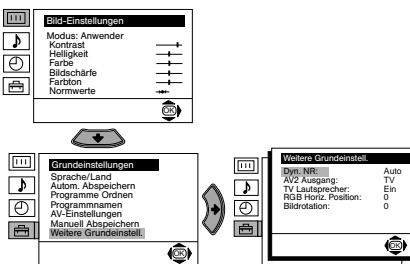 Bild-Einstellungen
Modus: Anwender
Kontrast
Helligkeit
Farbe
Bildschärfe
Farbton
Normwerte
OK
Grundeinstellungen
Sprache/Land
Autom. Abspeichern
Programme Ordnen
Programmnamen
AV-Einstellungen
Manuell Abspeichern
Weitere Grundeinstell.
OK
Weitere Grundeinstell.
Dyn. NR: Auto
AV2 Ausgang: TV
TV Lautsprecher: Ein
RGB Horiz. Position: 0
Bildrotation: 0
OK